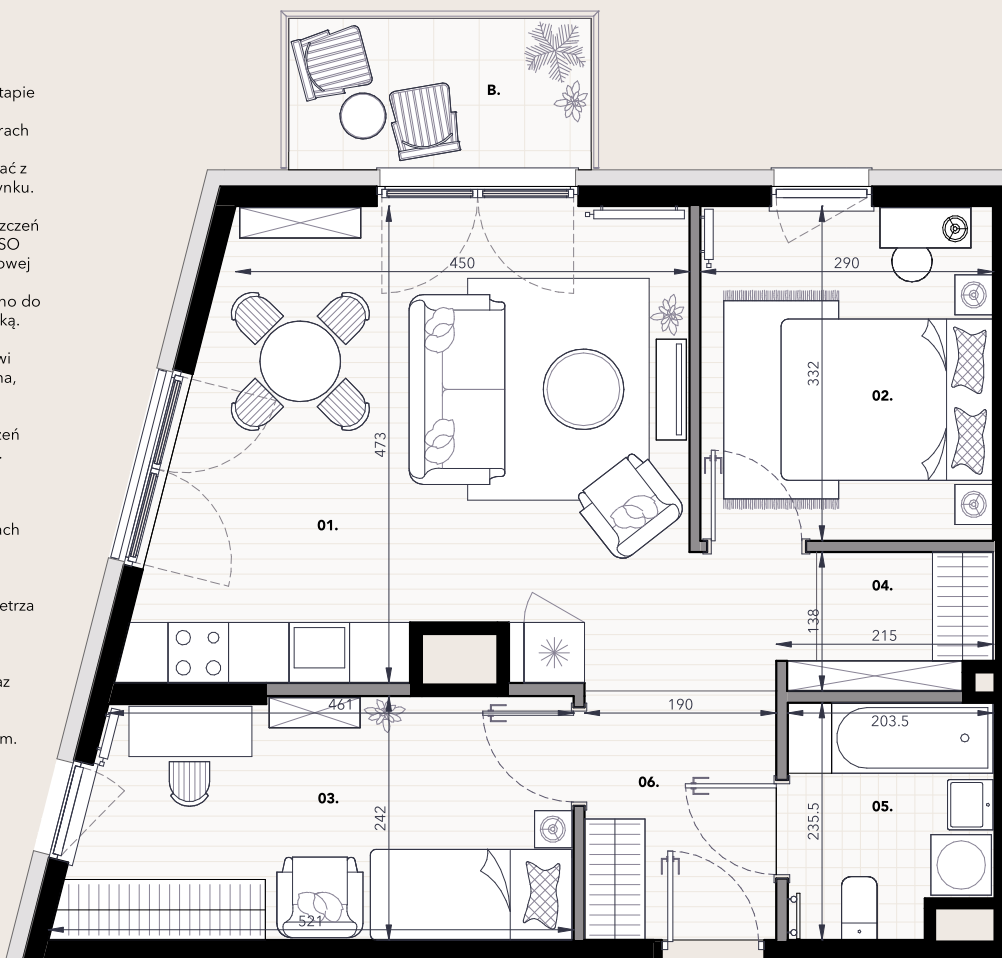 tapie
rach
ać z
ynku.
zczeń
SO
owej
no do
ką.
wi
na,
zeń
.
ach
etrza
az
m.
B.
450
290
332
02.
473
01.
04.
138
215
461
190
203.5
06.
03.
05.
242
235.5
521